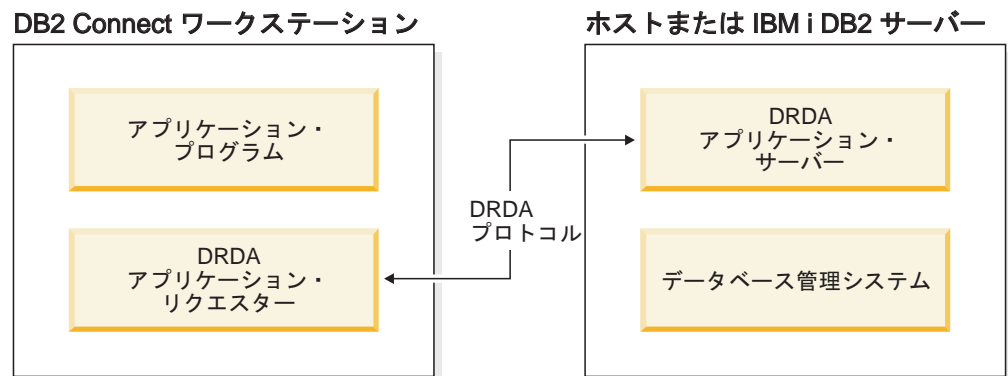 DB2 Connect ワークステーション
アプリケーション・
プログラム
DRDA
アプリケーション・
リクエスター
DRDA
プロトコル
ホストまたは IBM i DB2 サーバー
DRDA
アプリケーション・
サーバー
データベース管理システム